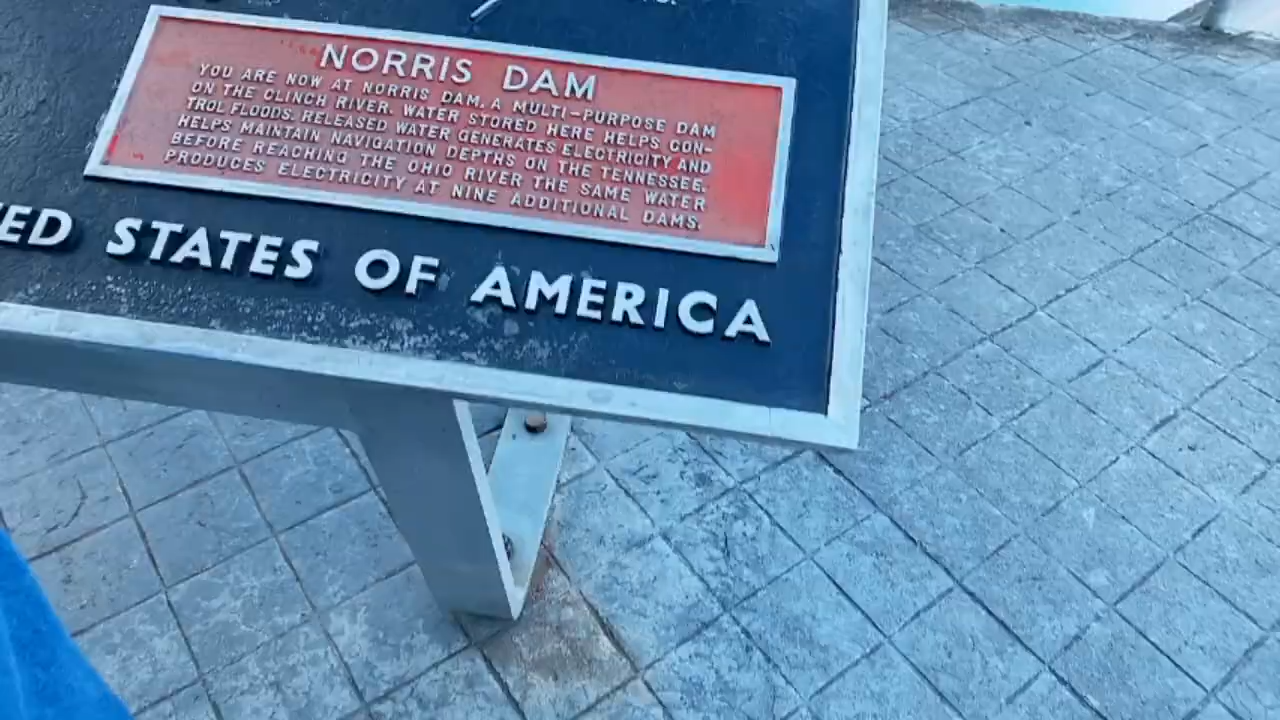 NORRIS DAM
YOU ARE NOW AT NORRIS DAM, A MULTI-PURPOSE DAM
ON THE CLINCH RIVER. WATER STORED HERE HELPS CON-
TROL FLOODS. RELEASED WATER GENERATES ELECTRICITY AND
HELPS MAINTAIN NAVIGATION DEPTHS ON THE TENNESSEE.
BEFORE REACHING THE OHIO RIVER THE SAME WATER
PRODUCES ELECTRICITY AT NINE ADDITIONAL DAMS.
ED STATES OF AMERICA